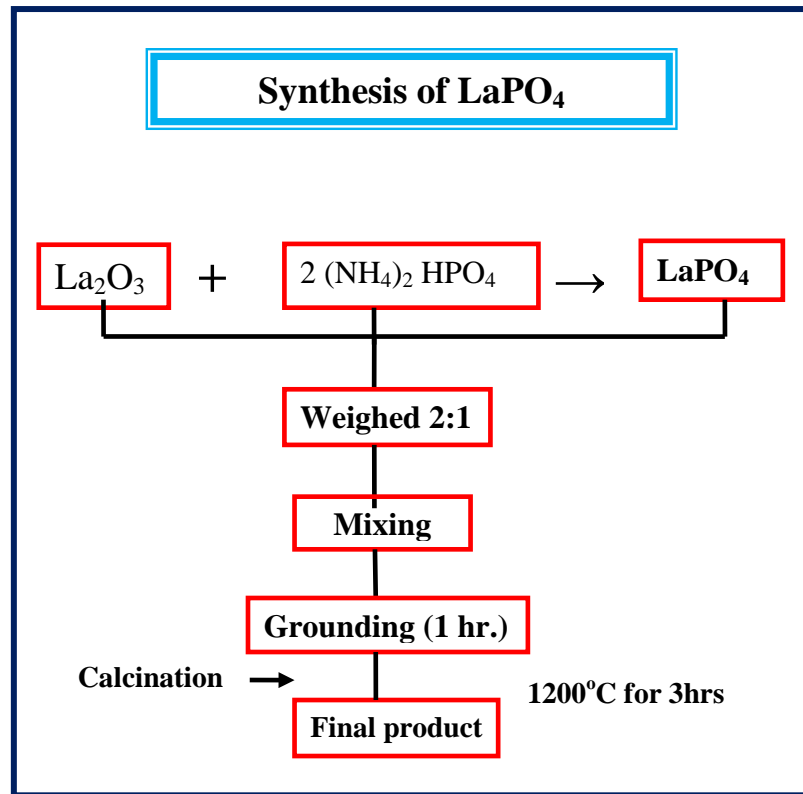 Synthesis of LaPO₄
La₂O₃ + 2 (NH₄)₂ HPO₄ → LaPO₄
Weighed 2:1
Mixing
Grounding (1 hr.)
Calcination → 1200°C for 3hrs
Final product